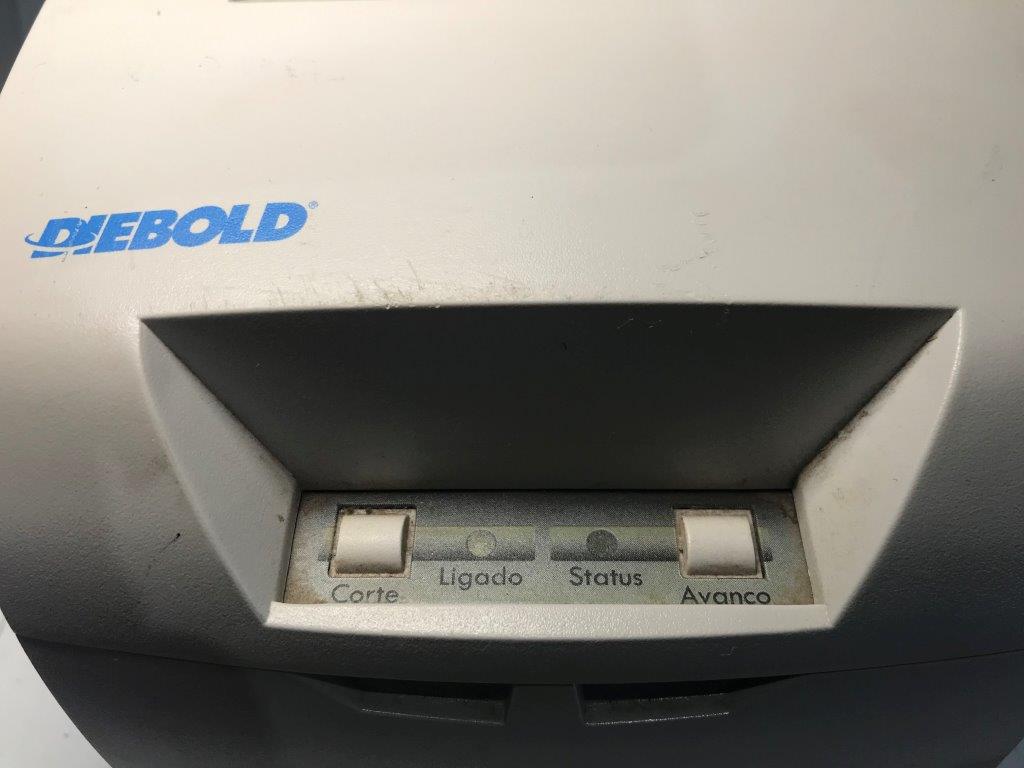 DIEBOLD®
Corte Ligado Status Avanco